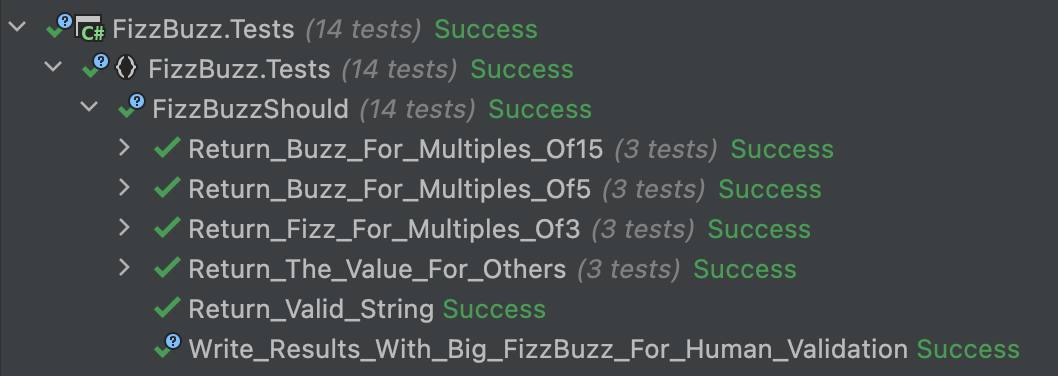 C# FizzBuzz.Tests (14 tests) Success
{} FizzBuzz.Tests (14 tests) Success
FizzBuzzShould (14 tests) Success
Return_Buzz_For_Multiples_Of15 (3 tests) Success
Return_Buzz_For_Multiples_Of5 (3 tests) Success
Return_Fizz_For_Multiples_Of3 (3 tests) Success
Return_The_Value_For_Others (3 tests) Success
Return_Valid_String Success
Write_Results_With_Big_FizzBuzz_For_Human_Validation Success